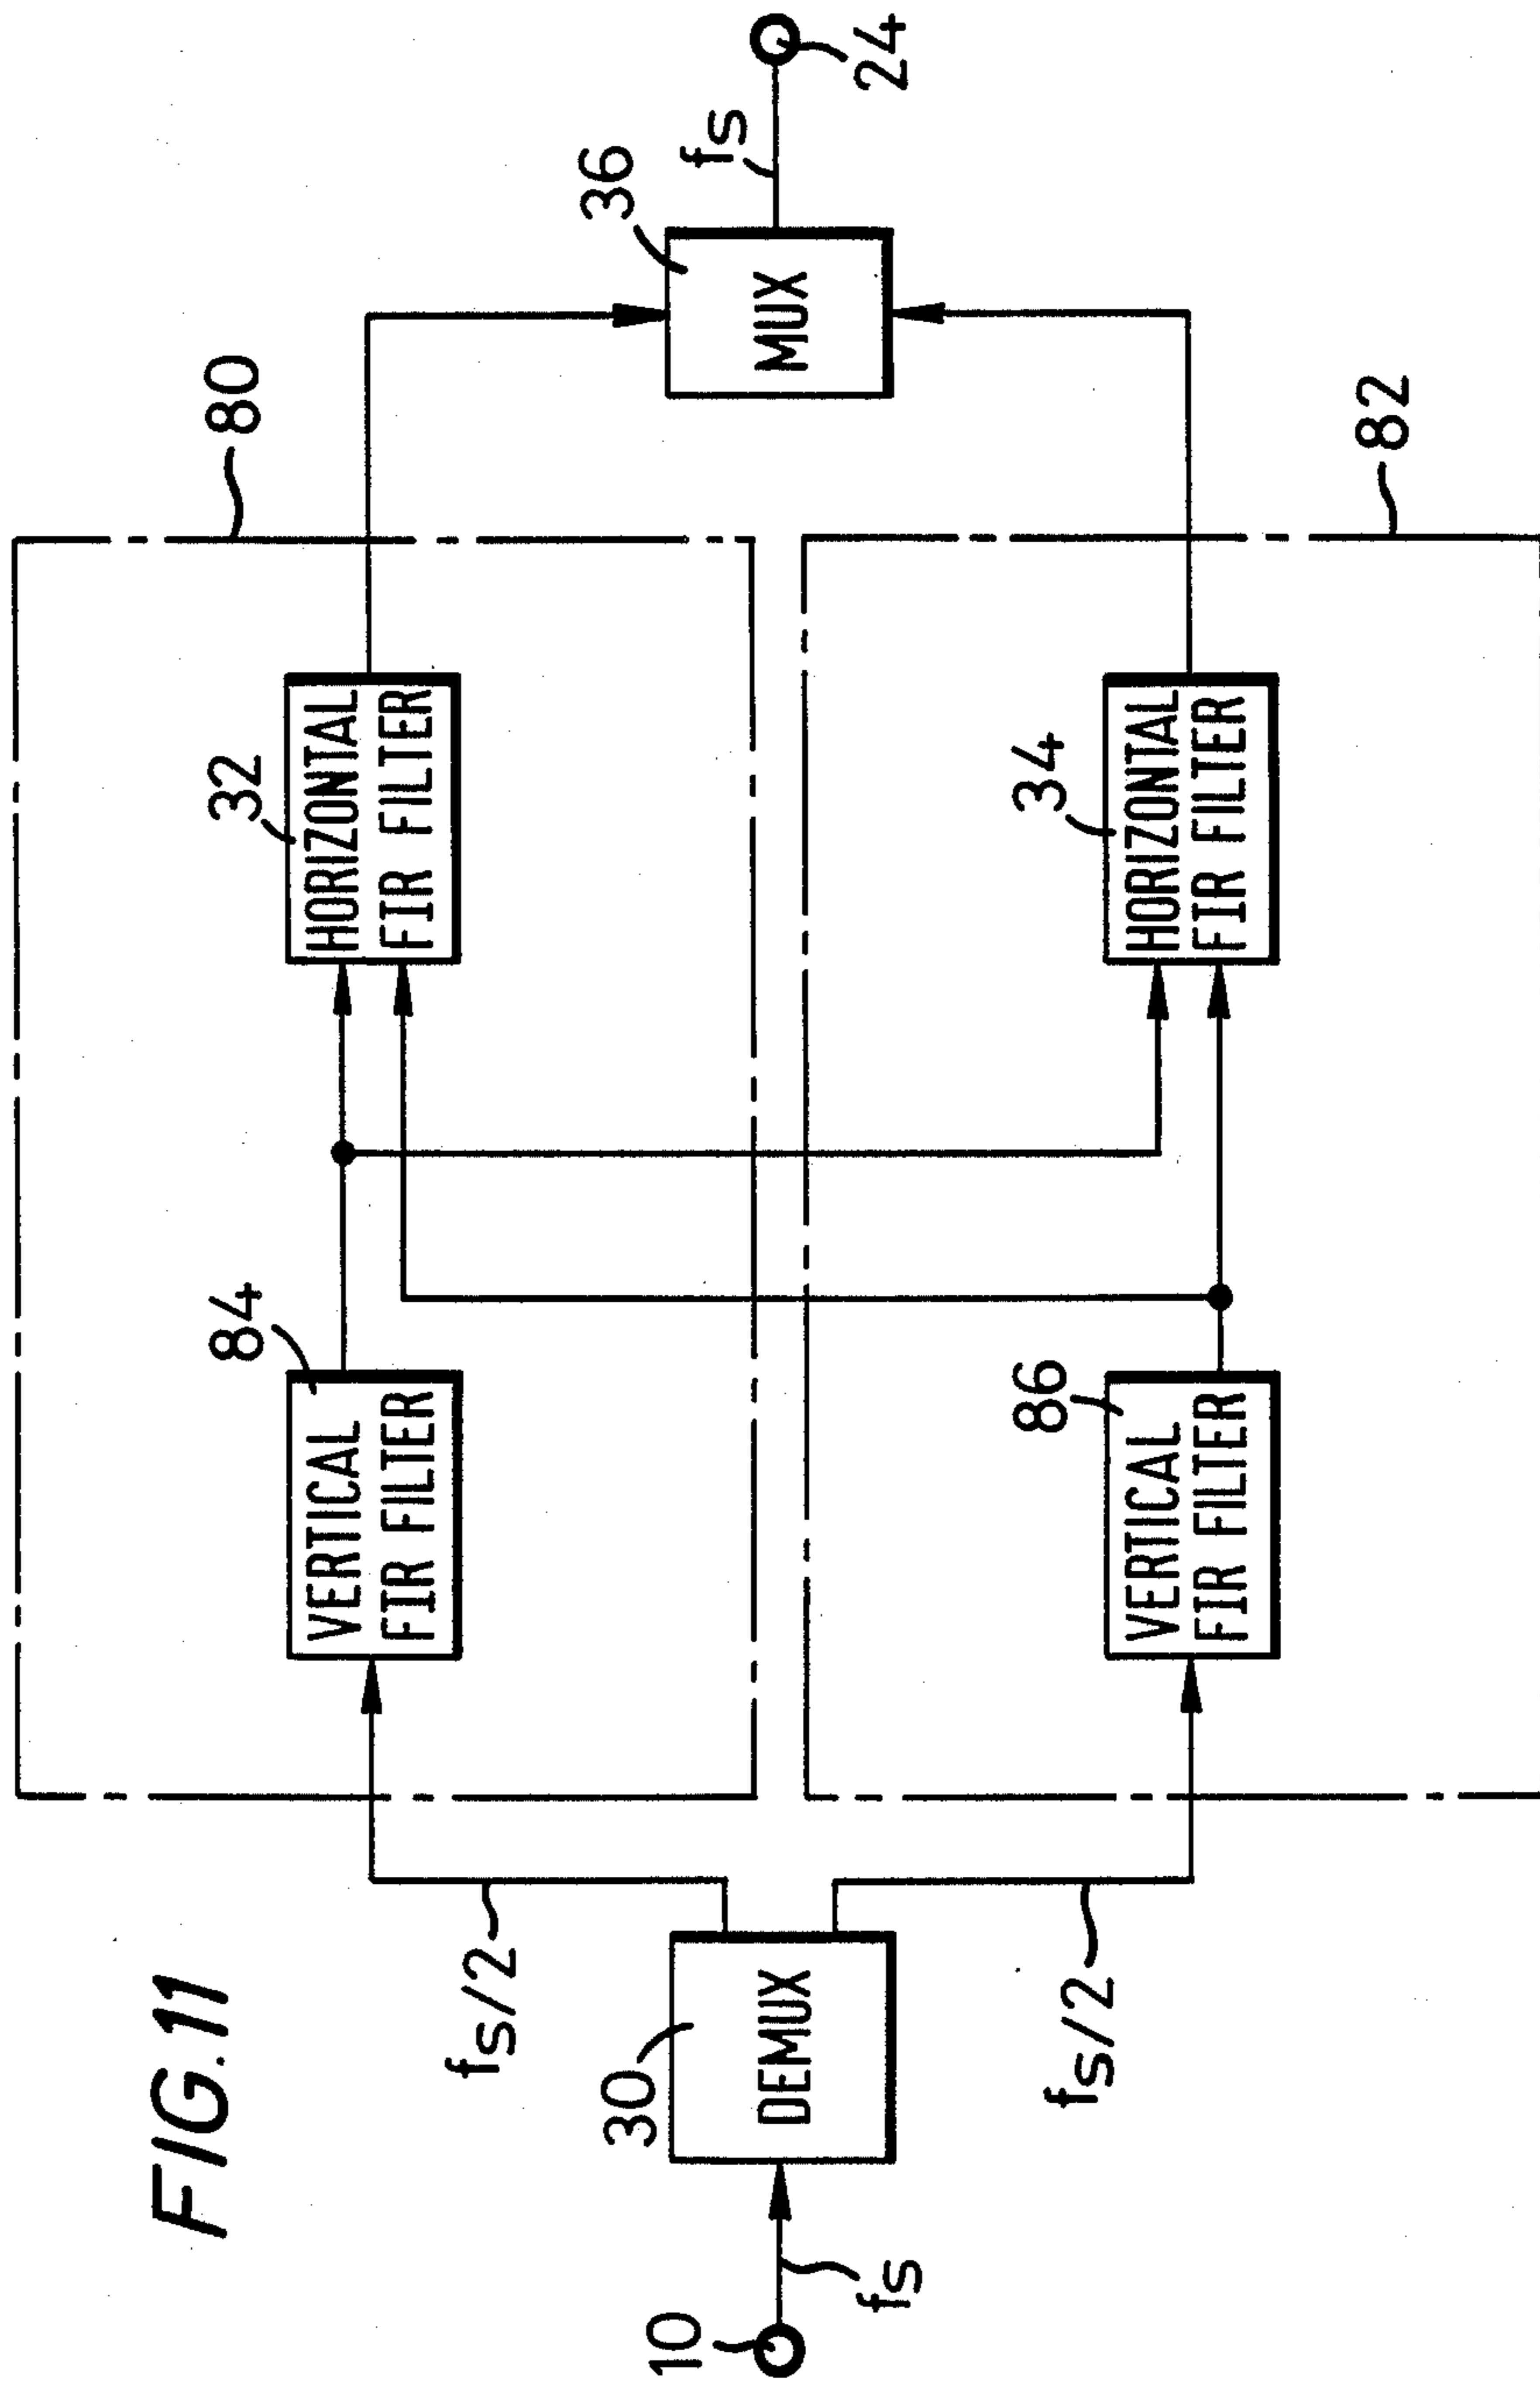 FIG.11
80
84
32
VERTICAL
FIR FILTER
HORIZONTAL
FIR FILTER
fs/2
36
fs
10
30
DEMUX
MUX
fs
24
fs/2
86
34
VERTICAL
FIR FILTER
HORIZONTAL
FIR FILTER
82